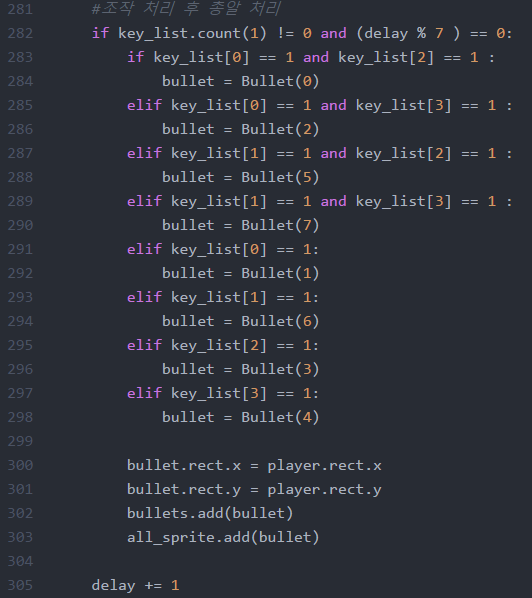 281 #조작 처리 후 총알 처리
282 if key_list.count(1) != 0 and (delay % 7 ) == 0:
283 if key_list[0] == 1 and key_list[2] == 1 :
284 bullet = Bullet(0)
285 elif key_list[0] == 1 and key_list[3] == 1 :
286 bullet = Bullet(2)
287 elif key_list[1] == 1 and key_list[2] == 1 :
288 bullet = Bullet(5)
289 elif key_list[1] == 1 and key_list[3] == 1 :
290 bullet = Bullet(7)
291 elif key_list[0] == 1:
292 bullet = Bullet(1)
293 elif key_list[1] == 1:
294 bullet = Bullet(6)
295 elif key_list[2] == 1:
296 bullet = Bullet(3)
297 elif key_list[3] == 1:
298 bullet = Bullet(4)
299
300 bullet.rect.x = player.rect.x
301 bullet.rect.y = player.rect.y
302 bullets.add(bullet)
303 all_sprite.add(bullet)
304
305 delay += 1